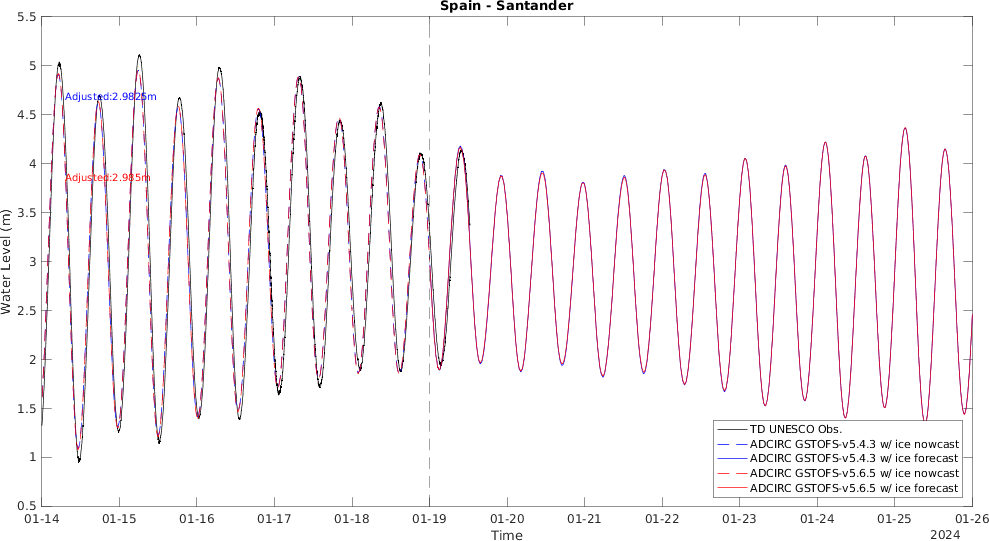 Spain - Santander
5.5
5
4.5
4
3.5
3
2.5
2
1.5
1
0.5
Water Level (m)
Adjusted:2.9825m
Adjusted:2.985m
TD UNESCO Obs.
ADCIRC GSTOFS-v5.4.3 w/ ice nowcast
ADCIRC GSTOFS-v5.4.3 w/ ice forecast
ADCIRC GSTOFS-v5.6.5 w/ ice nowcast
ADCIRC GSTOFS-v5.6.5 w/ ice forecast
01-14 01-15 01-16 01-17 01-18 01-19 01-20 01-21 01-22 01-23 01-24 01-25 01-26
Time
2024